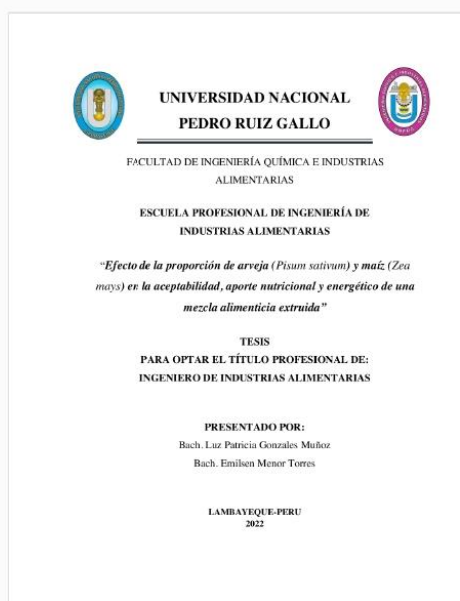 UNIVERSIDAD NACIONAL
PEDRO RUIZ GALLO
FACULTAD DE INGENIERÍA QUÍMICA E INDUSTRIAS
ALIMENTARIAS
ESCUELA PROFESIONAL DE INGENIERÍA DE
INDUSTRIAS ALIMENTARIAS
“Efecto de la proporción de arveja (Pisum sativum) y maíz (Zea
mays) en la aceptabilidad, aporte nutricional y energético de una
mezcla alimenticia extruida”
TESIS
PARA OPTAR EL TÍTULO PROFESIONAL DE:
INGENIERO DE INDUSTRIAS ALIMENTARIAS
PRESENTADO POR:
Bach. Luz Patricia Gonzales Muñoz
Bach. Emilsen Menor Torres
LAMBAYEQUE-PERU
2022